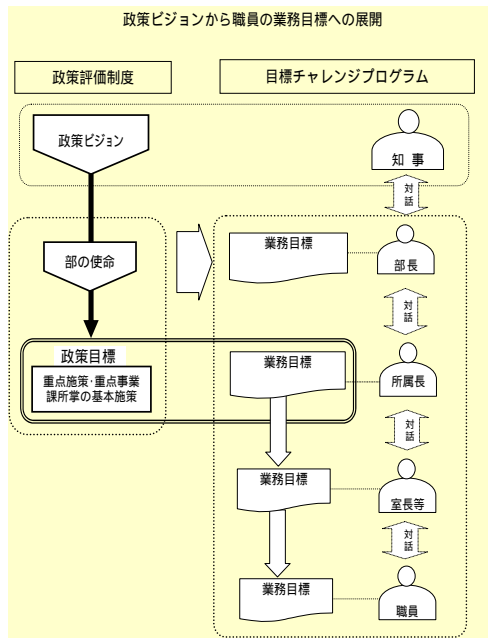 政策ビジョンから職員の業務目標への展開
政策評価制度
目標チャレンジプログラム
政策ビジョン
知 事
対
話
部の使命
業務目標
部長
対
話
政策目標
重点施策･重点事業
課所掌の基本施策
業務目標
所属長
対
話
業務目標
室長等
対
話
業務目標
職員